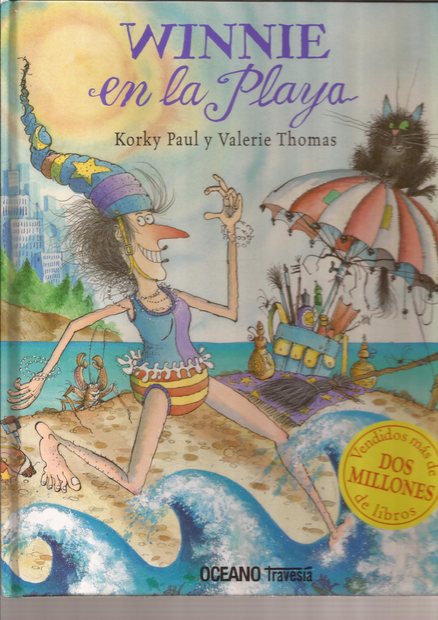 WINNIE
en la Playa
Korky Paul y Valerie Thomas
Vendidos más de
DOS
MILLONES
de libros
OCEANO Travesía